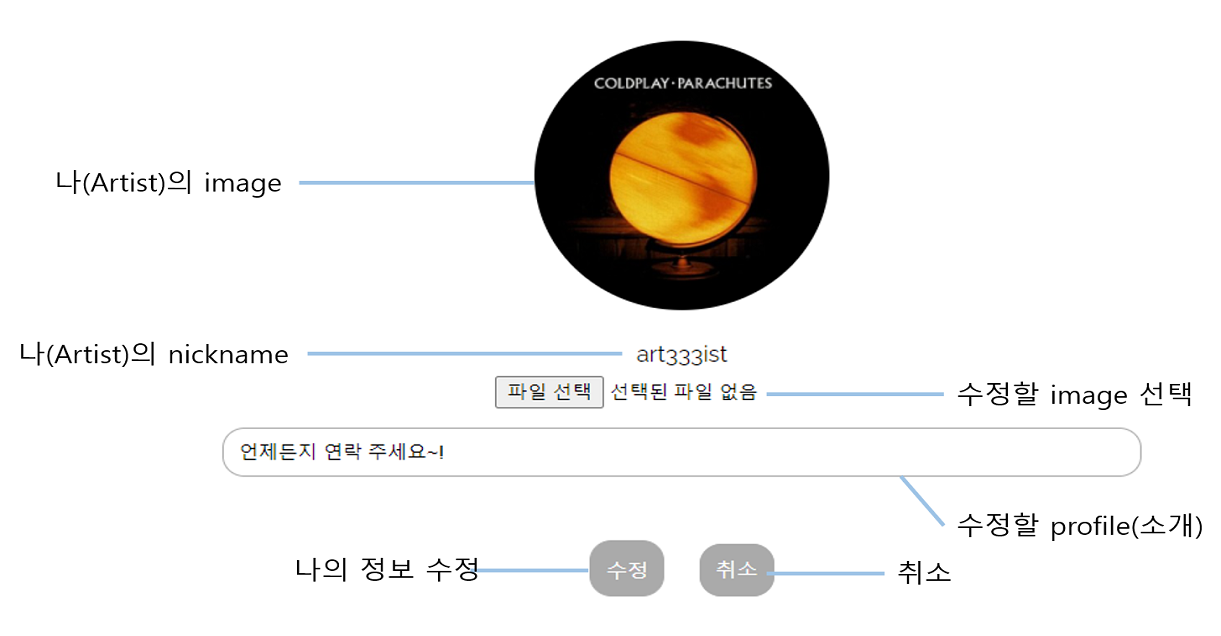 COLDPLAY·PARACHUTES
나(Artist)의 image
나(Artist)의 nickname
art333ist
파일 선택 선택된 파일 없음
수정할 image 선택
언제든지 연락 주세요~!
수정할 profile(소개)
나의 정보 수정
수정
취소
취소